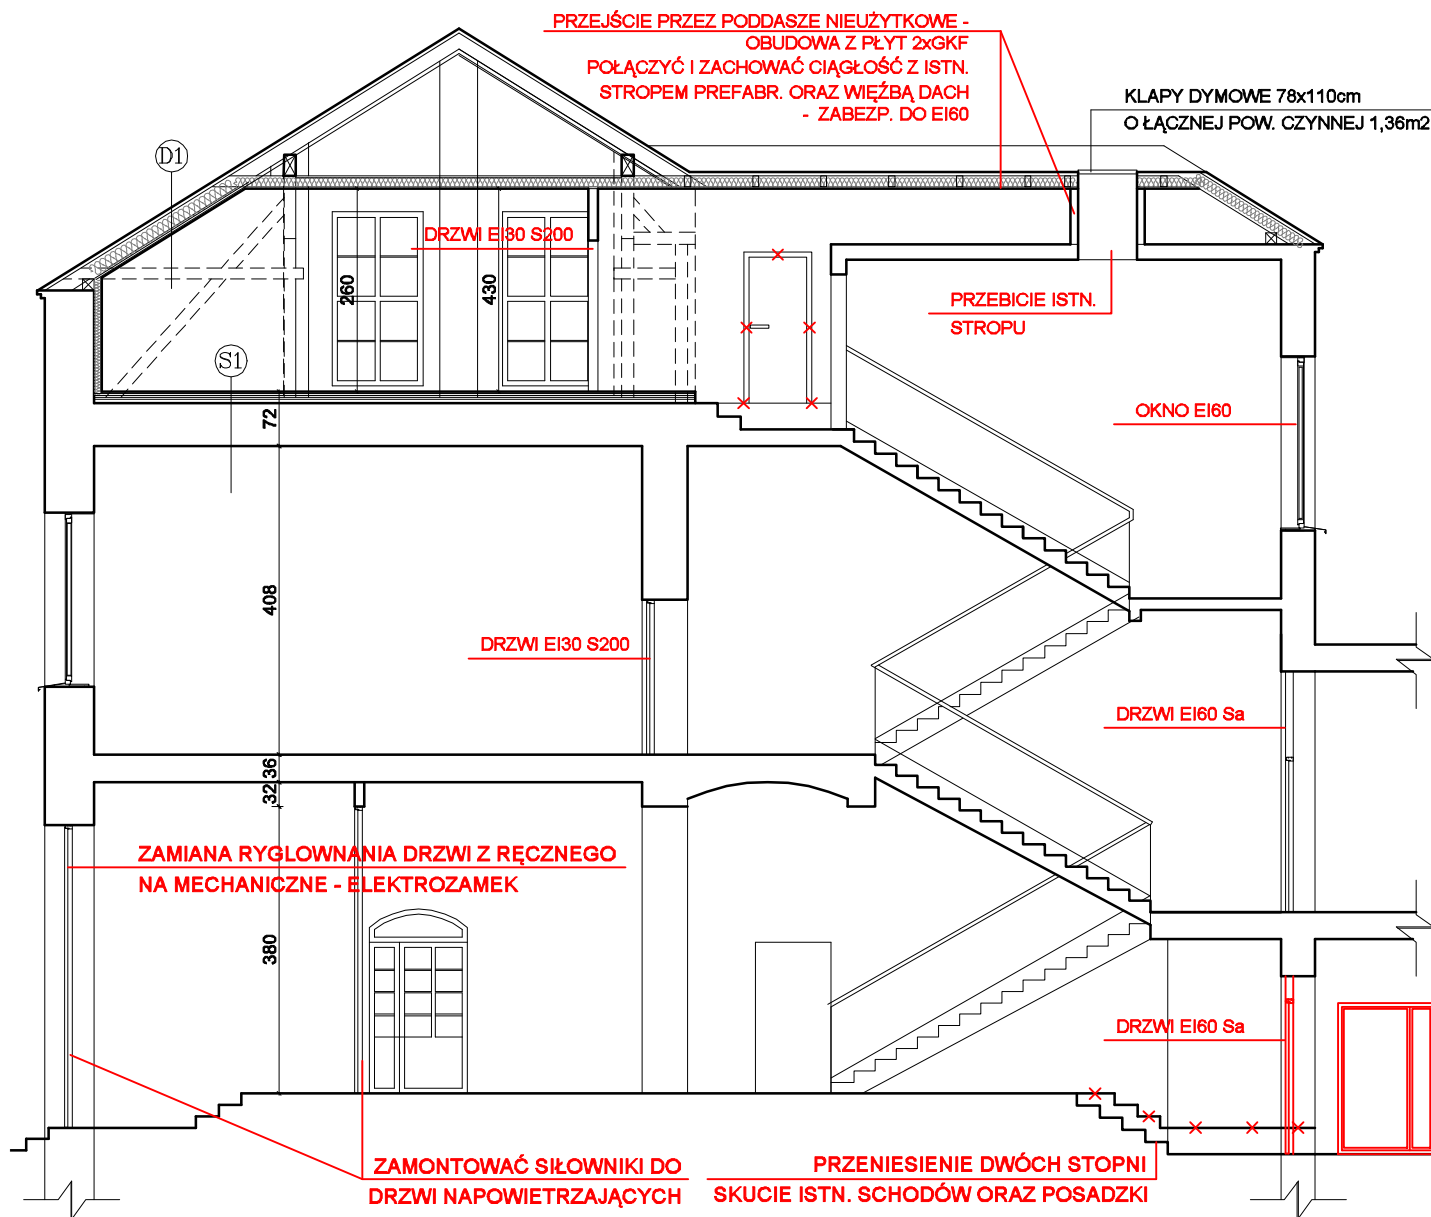 PRZEJŚCIE PRZEZ PODDASZE NIEUŻYTKOWE -
OBUDOWA Z PŁYT 2xGKF
POŁĄCZYĆ I ZACHOWAĆ CIĄGŁOŚĆ Z ISTN.
STROPEM PREFABR. ORAZ WIĘŹBĄ DACH
- ZABEZP. DO EI60
KLAPY DYMOWE 78x110cm
O ŁĄCZNEJ POW. CZYNNEJ 1,36m2
D1
DRZWI EI30 S200
260
430
PRZEBICIE ISTN.
STROPU
S1
72
OKNO EI60
408
DRZWI EI30 S200
DRZWI EI60 Sa
36
32
ZAMIANA RYGLOWNANIA DRZWI Z RĘCZNEGO
NA MECHANICZNE - ELEKTROZAMEK
380
DRZWI EI60 Sa
ZAMONTOWAĆ SIŁOWNIKI DO
DRZWI NAPOWIETRZAJĄCYCH
PRZENIESIENIE DWÓCH STOPNI
SKUCIE ISTN. SCHODÓW ORAZ POSADZKI